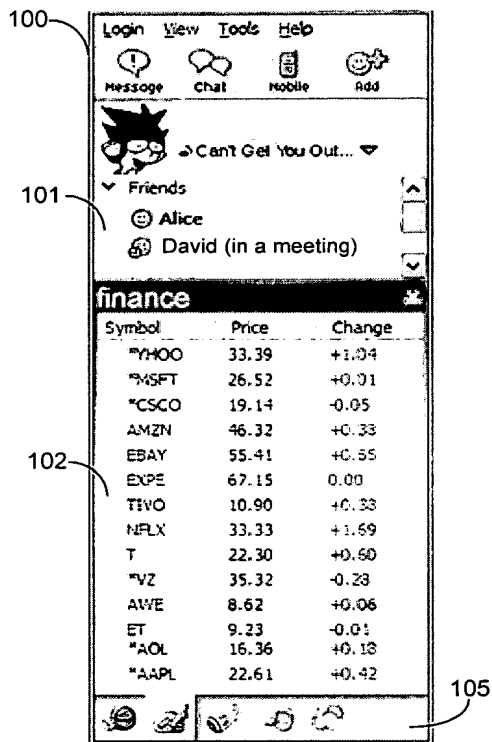 100
Login View Tools Help
Message Chat Mobile Add
Can't Get You Out...
101
Friends
Alice
David (in a meeting)
finance
Symbol Price Change
*YHOO 33.39 +1.04
*MSFT 26.52 +0.01
*CSCO 19.14 -0.05
AMZN 46.32 +0.33
EBAY 55.41 +0.55
102
EXPE 67.15 0.00
TIVO 10.90 +0.33
NFLX 33.33 +1.69
T 22.30 +0.60
*VZ 35.32 -0.28
AWE 8.62 +0.06
ET 9.23 -0.01
*AOL 16.36 +0.18
*AAPL 22.61 +0.42
105